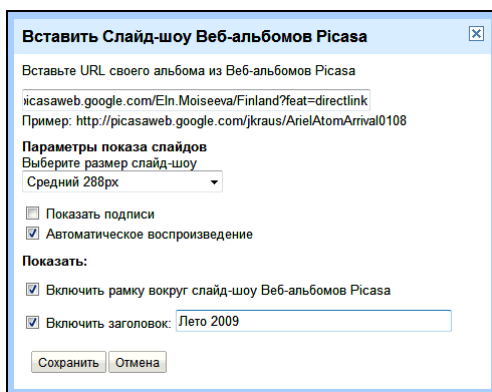 Вставить Слайд-шоу Веб-альбомов Picasa
Вставьте URL своего альбома из Веб-альбомов Picasa
picasaweb.google.com/Eln.Moiseeva/Finland?feat=directlink
Пример: http://picasaweb.google.com/jkraus/ArielAtomArrival0108
Параметры показа слайдов
Выберите размер слайд-шоу
Средний 288px
Показать подписи
Автоматическое воспроизведение
Показать:
Включить рамку вокруг слайд-шоу Веб-альбомов Picasa
Включить заголовок: Лето 2009
Сохранить Отмена